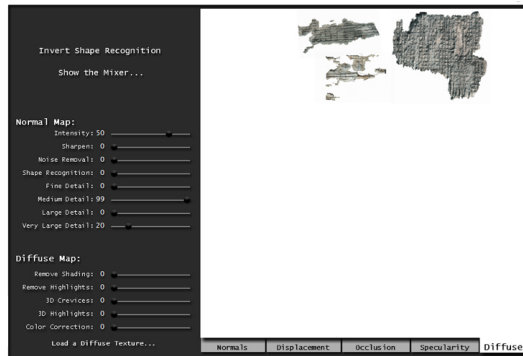 Invert Shape Recognition
Show the Mixer...
Normal Map:
Intensity: 50
Sharpen: 0
Noise Removal: 0
Shape Recognition: 0
Fine Detail: 0
Medium Detail: 99
Large Detail: 0
Very Large Detail: 20
Diffuse Map:
Remove Shading: 0
Remove Highlights: 0
3D Crevices: 0
3D Highlights: 0
Color Correction: 0
Load a Diffuse Texture...
Normals Displacement Occlusion Specularity Diffuse